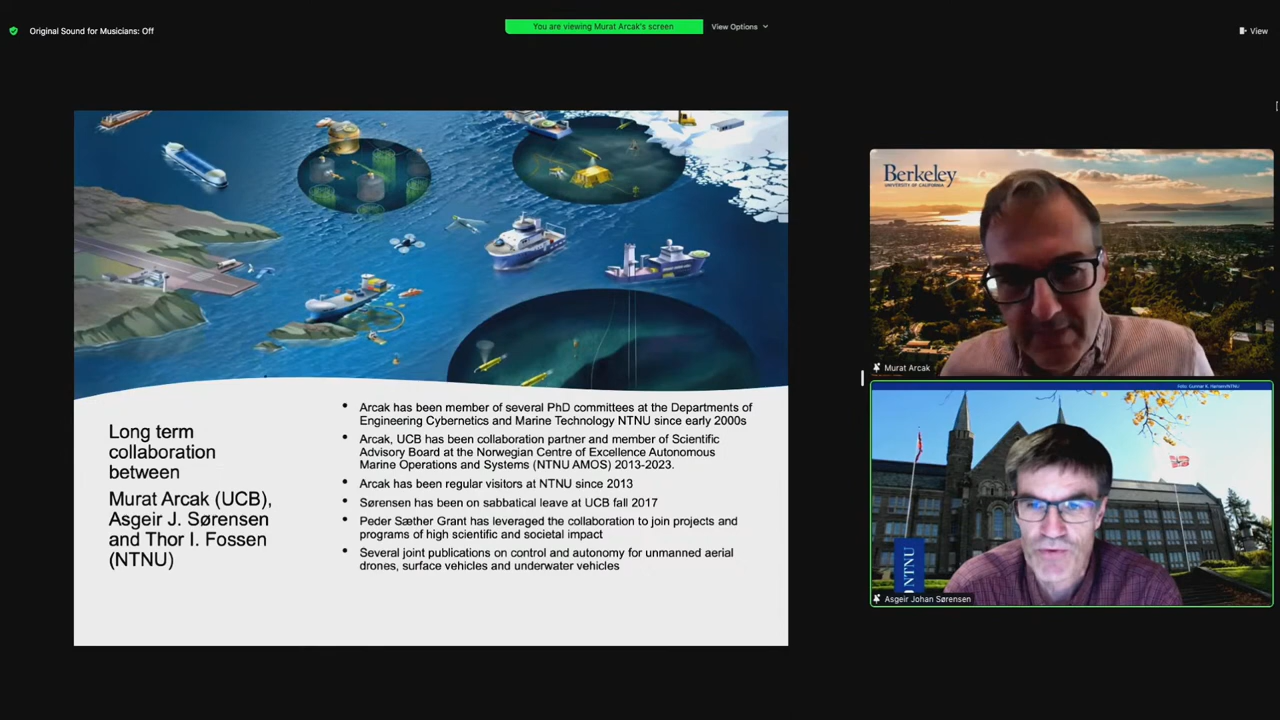 You are viewing Murat Arcak's screen
View Options
Original Sound for Musicians: Off
View
Long term
collaboration
between
Murat Arcak (UCB),
Asgeir J. Sørensen
and Thor I. Fossen
(NTNU)
• Arcak has been member of several PhD committees at the Departments of
Engineering Cybernetics and Marine Technology NTNU since early 2000s
• Arcak, UCB has been collaboration partner and member of Scientific
Advisory Board at the Norwegian Centre of Excellence Autonomous
Marine Operations and Systems (NTNU AMOS) 2013-2023.
• Arcak has been regular visitors at NTNU since 2013
• Sørensen has been on sabbatical leave at UCB fall 2017
• Peder Sæther Grant has leveraged the collaboration to join projects and
programs of high scientific and societal impact
• Several joint publications on control and autonomy for unmanned aerial
drones, surface vehicles and underwater vehicles
Berkeley
UNIVERSITY OF CALIFORNIA
Murat Arcak
NTNU
Asgeir Johan Sørensen